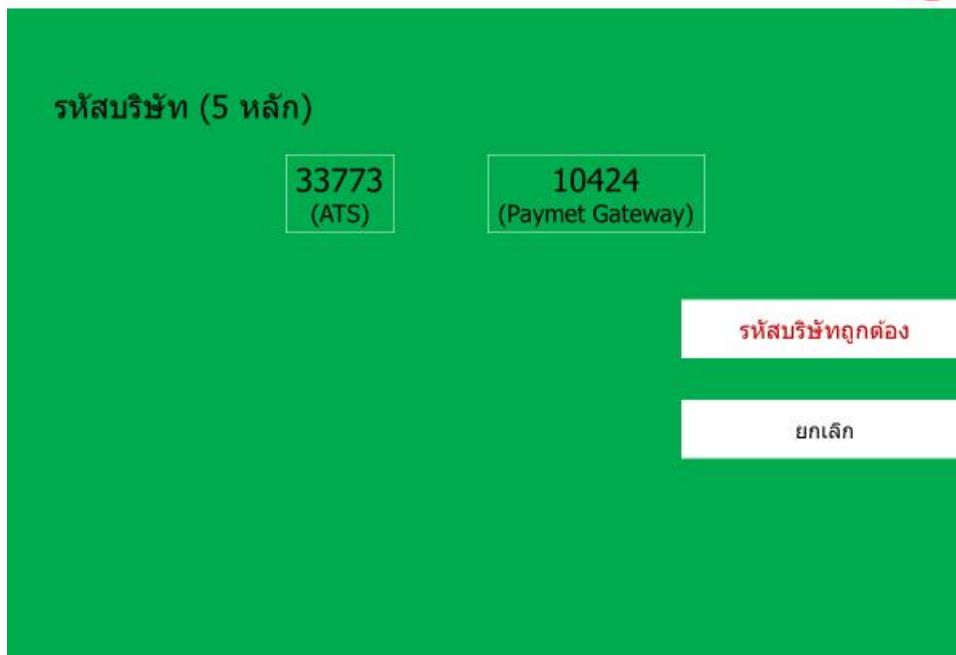 รหัสบริษัท (5 หลัก)
33773
(ATS)
10424
(Paymet Gateway)
รหัสบริษัทถูกต้อง
ยกเลิก